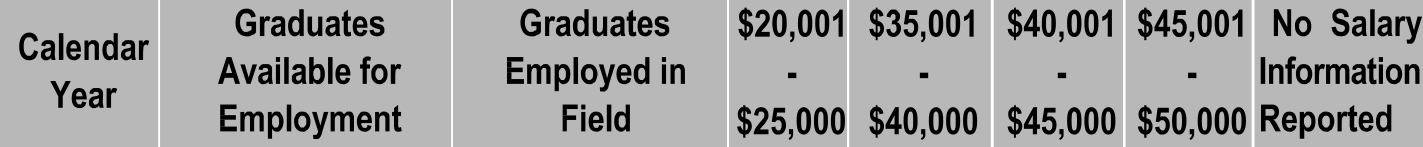 Calendar
Year
Graduates
Available for
Employment
Graduates
Employed in
Field
$20,001
-
$25,000
$35,001
-
$40,000
$40,001
-
$45,000
$45,001
-
$50,000
No Salary
Information
Reported